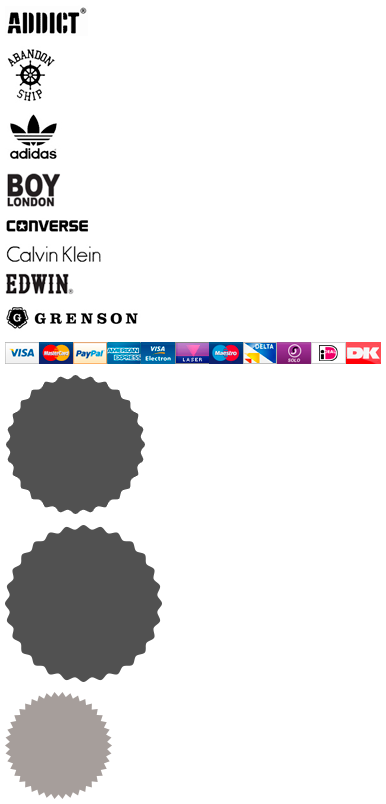 ADDICT®
ABANDON
SHIP
adidas
BOY
LONDON
CONVERSE
Calvin Klein
EDWIN®
G GRENSON
VISA MasterCard PayPal AMERICAN EXPRESS VISA Electron LASER Maestro DELTA SOLO iDEAL DK